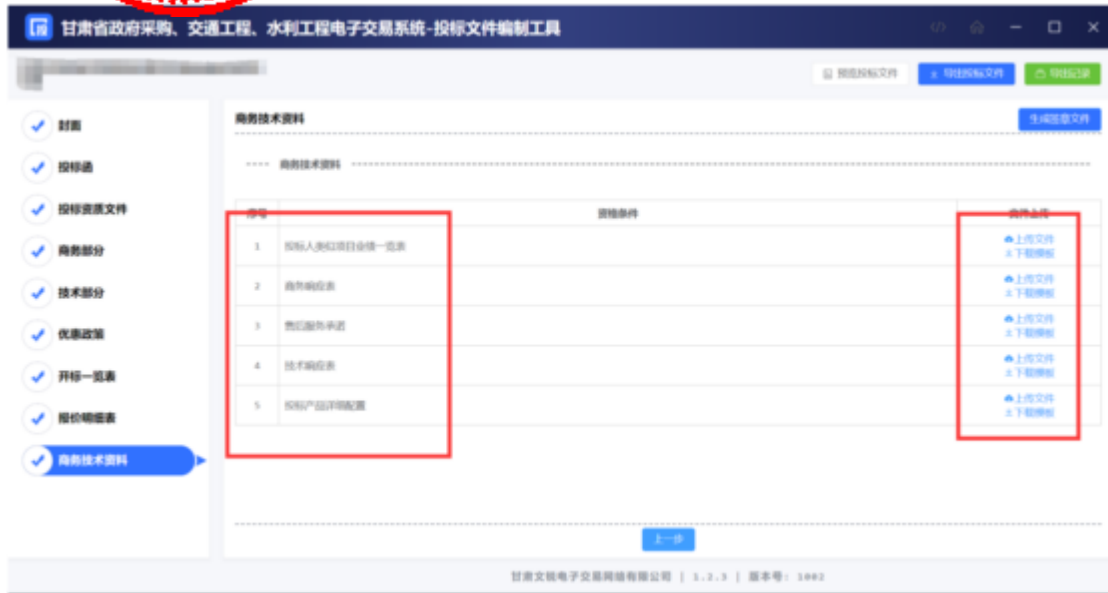 甘肃省政府采购、交通工程、水利工程电子交易系统-投标文件编制工具
预览投标文件
导出投标文件
导出记录
封面
投标函
投标资质文件
商务部分
技术部分
优惠政策
开标一览表
报价明细表
商务技术资料
商务技术资料
生成签章文件
商务技术资料
序号 资格条件 文件上传
1 投标人类似项目业绩一览表 上传文件
下载模板
2 商务响应表 上传文件
下载模板
3 售后服务承诺 上传文件
下载模板
4 技术响应表 上传文件
下载模板
5 投标产品详细配置 上传文件
下载模板
上一步
甘肃文锐电子交易网络有限公司 | 1.2.3 | 版本号: 1002